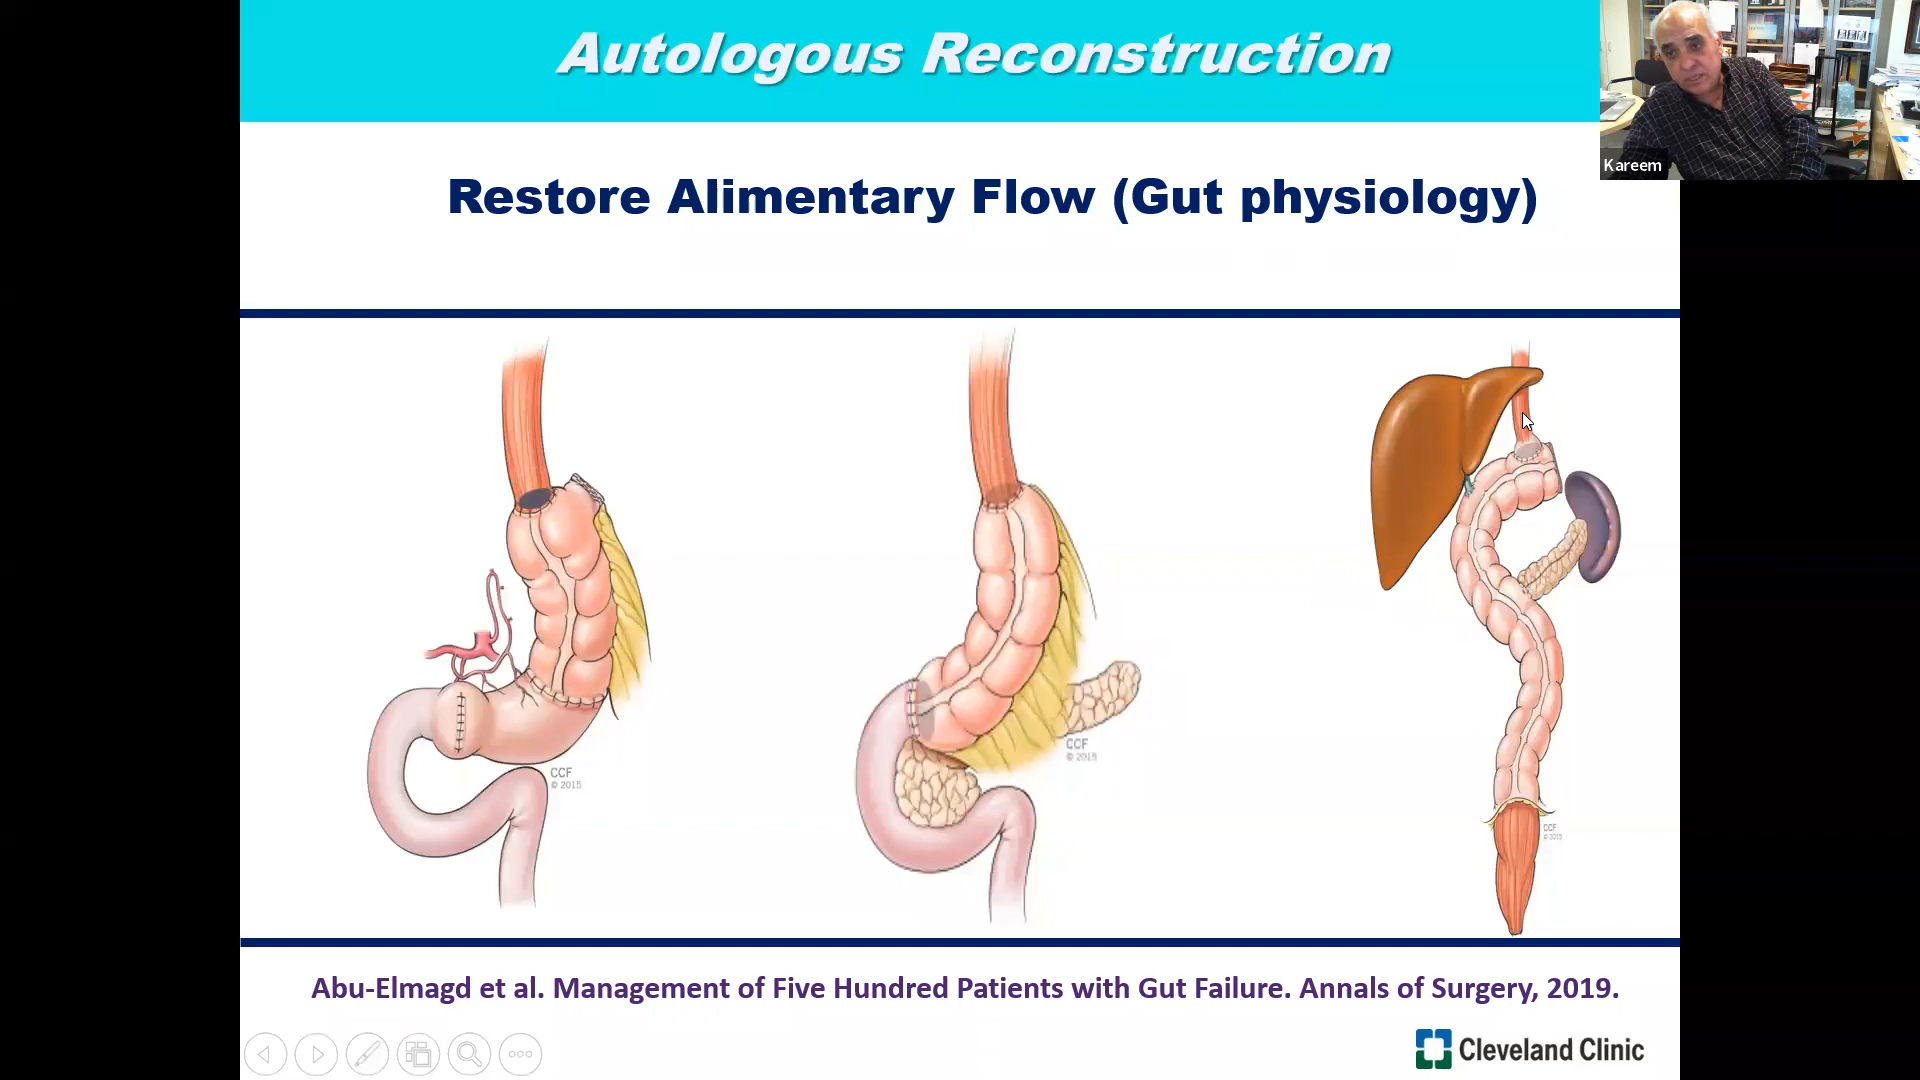 Autologous Reconstruction
Kareem
Restore Alimentary Flow (Gut physiology)
CCF
© 2015
CCF
© 2015
CCF
© 2015
Abu-Elmagd et al. Management of Five Hundred Patients with Gut Failure. Annals of Surgery, 2019.
Cleveland Clinic